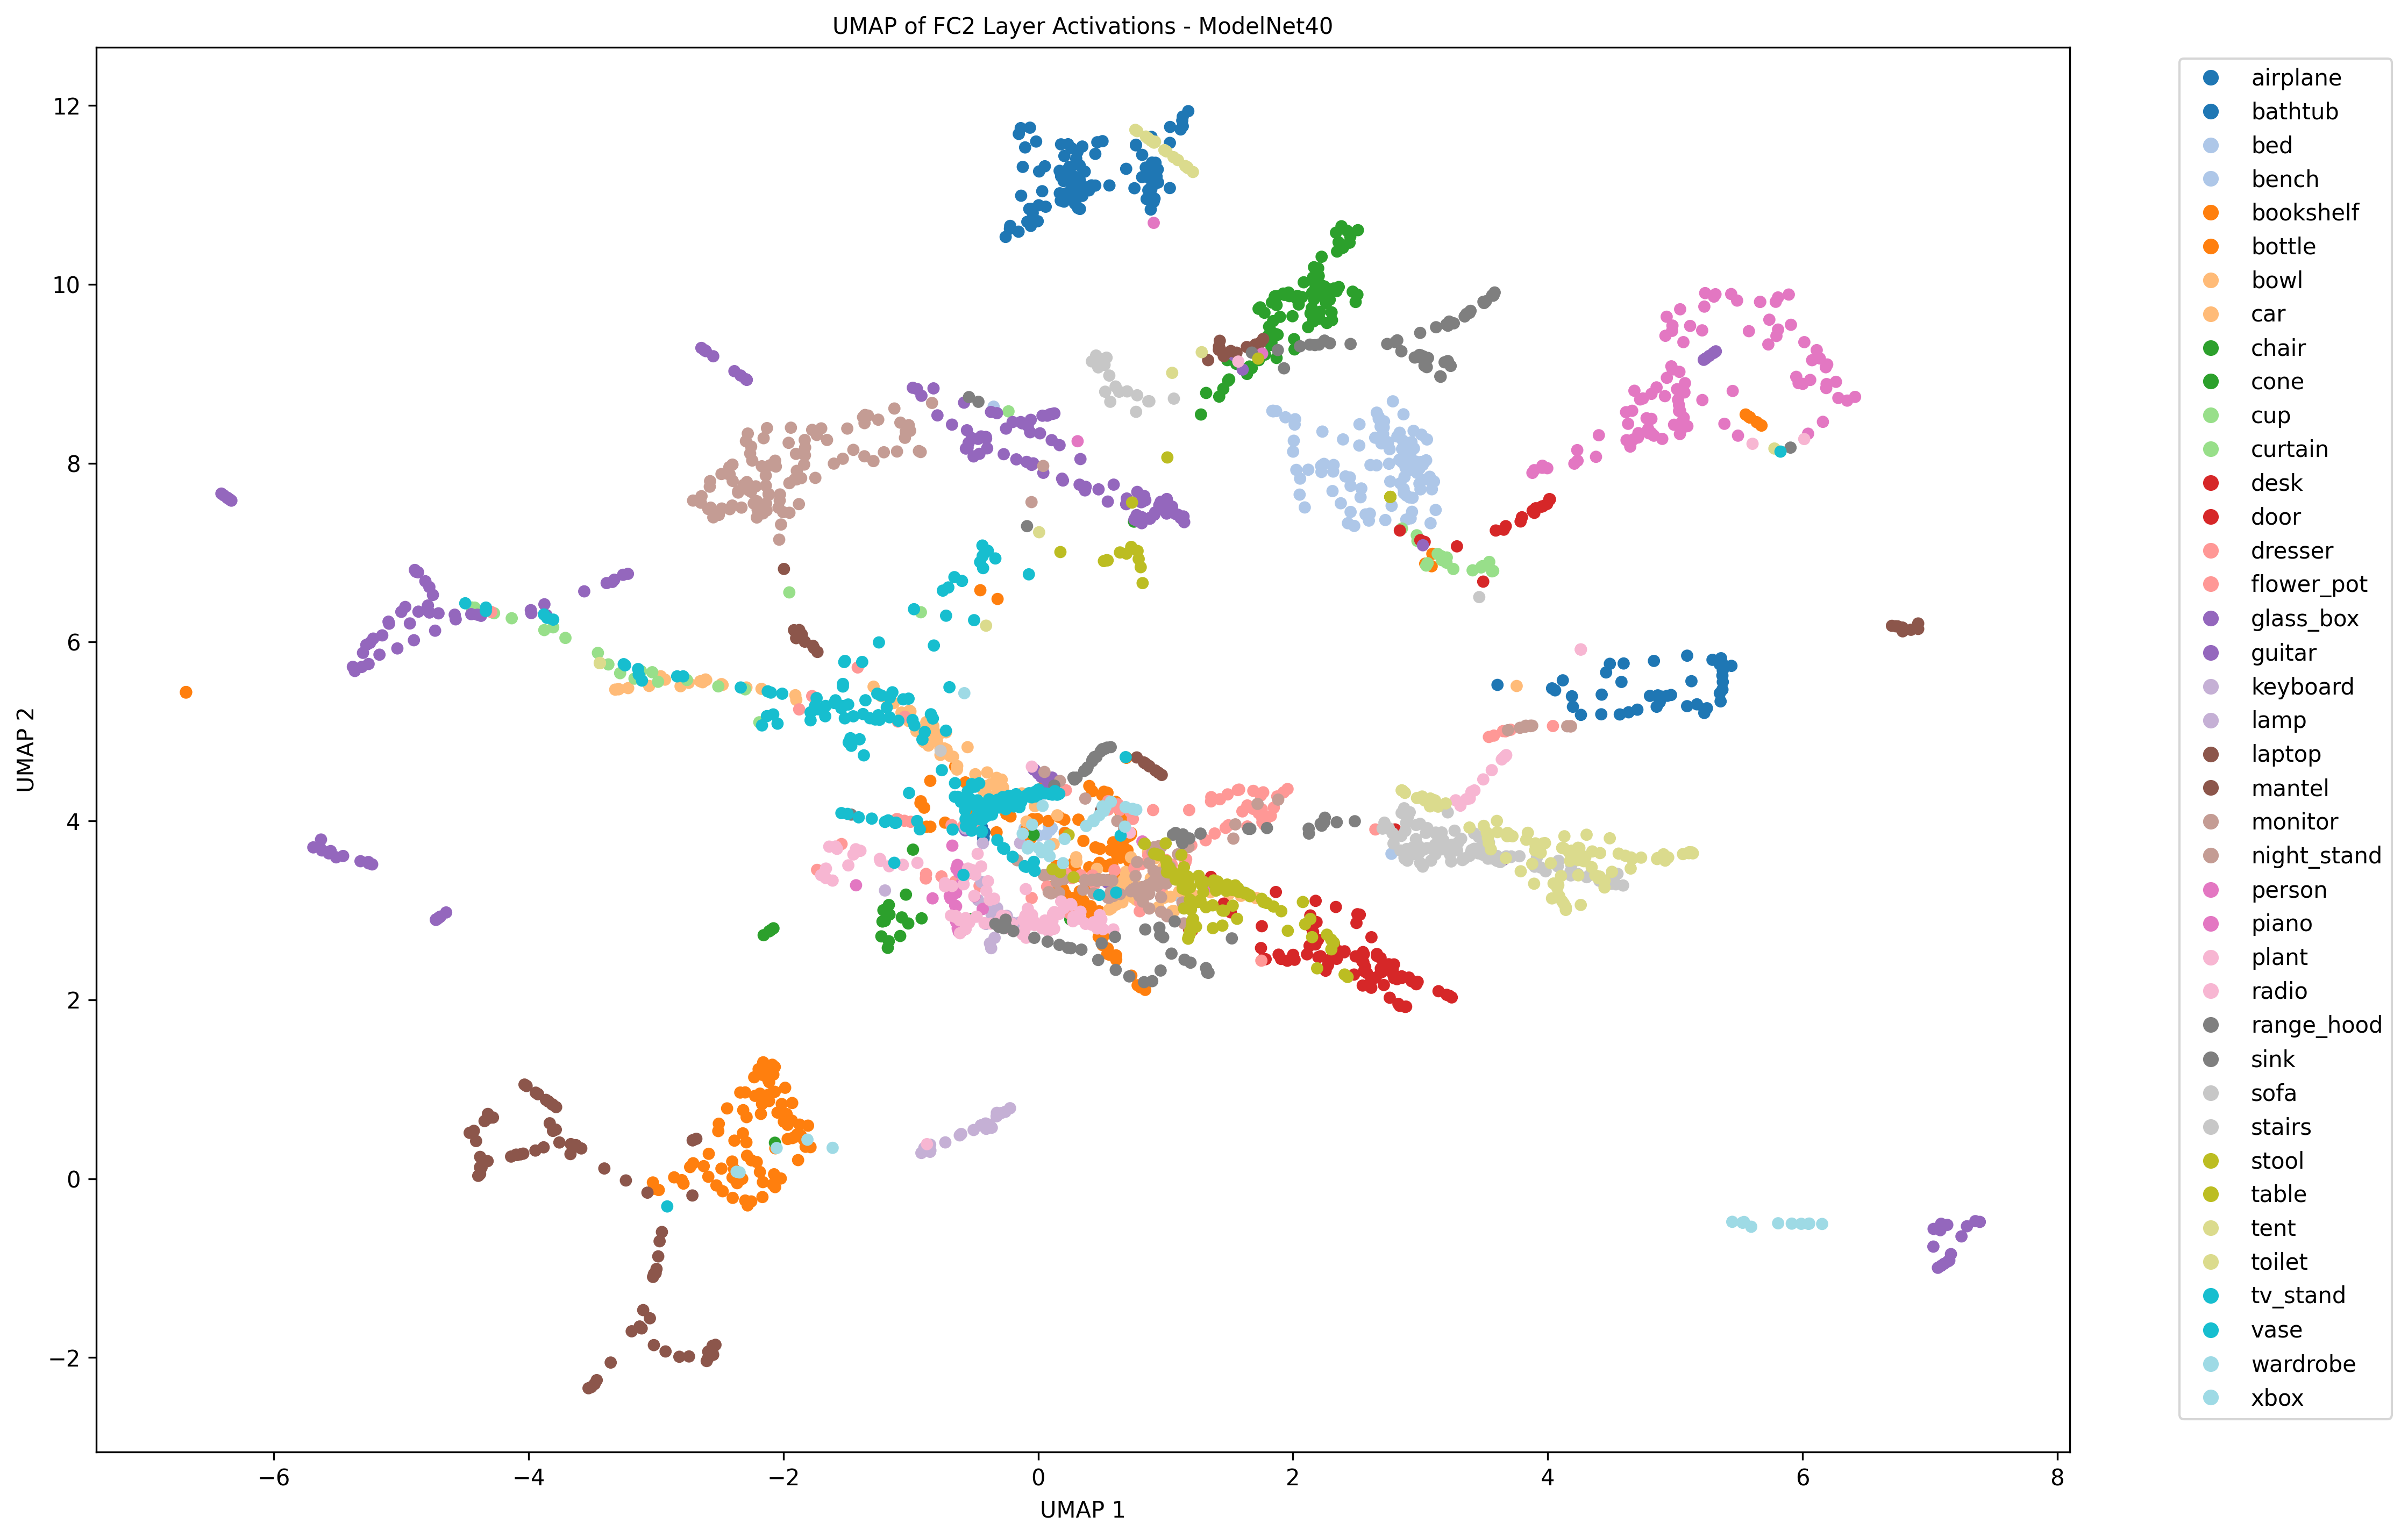 UMAP of FC2 Layer Activations - ModelNet40
12
10
8
6
4
2
0
−2
UMAP 2
−6
−4
−2
0
2
4
6
8
UMAP 1
airplane
bathtub
bed
bench
bookshelf
bottle
bowl
car
chair
cone
cup
curtain
desk
door
dresser
flower_pot
glass_box
guitar
keyboard
lamp
laptop
mantel
monitor
night_stand
person
piano
plant
radio
range_hood
sink
sofa
stairs
stool
table
tent
toilet
tv_stand
vase
wardrobe
xbox